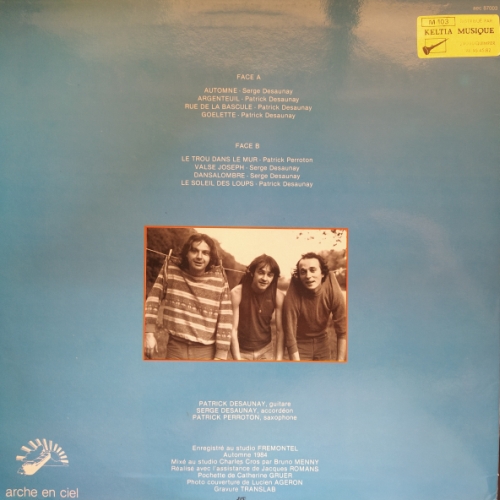 M 103
KELTIA MUSIQUE
FACE A
AUTOMNE - Serge Desaunay
ARGENTEUIL - Patrick Desaunay
RUE DE LA BASCULE - Patrick Desaunay
GOELETTE - Patrick Desaunay
FACE B
LE TROU DANS LE MUR - Patrick Perroton
VALSE JOSEPH - Serge Desaunay
DANSALOMBRE - Serge Desaunay
LE SOLEIL DES LOUPS - Patrick Desaunay
PATRICK DESAUNAY, guitare
SERGE DESAUNAY, accordéon
PATRICK PERROTON, saxophone
Enregistré au studio FREMONTEL
Automne 1984
Mixé au studio Charles Cros par Bruno MENNY
Réalisé avec l'assistance de Jacques ROMANS
Pochette de Catherine GRUER
Photo couverture de Lucien AGERON
Gravure TRANSLAB
arche en ciel